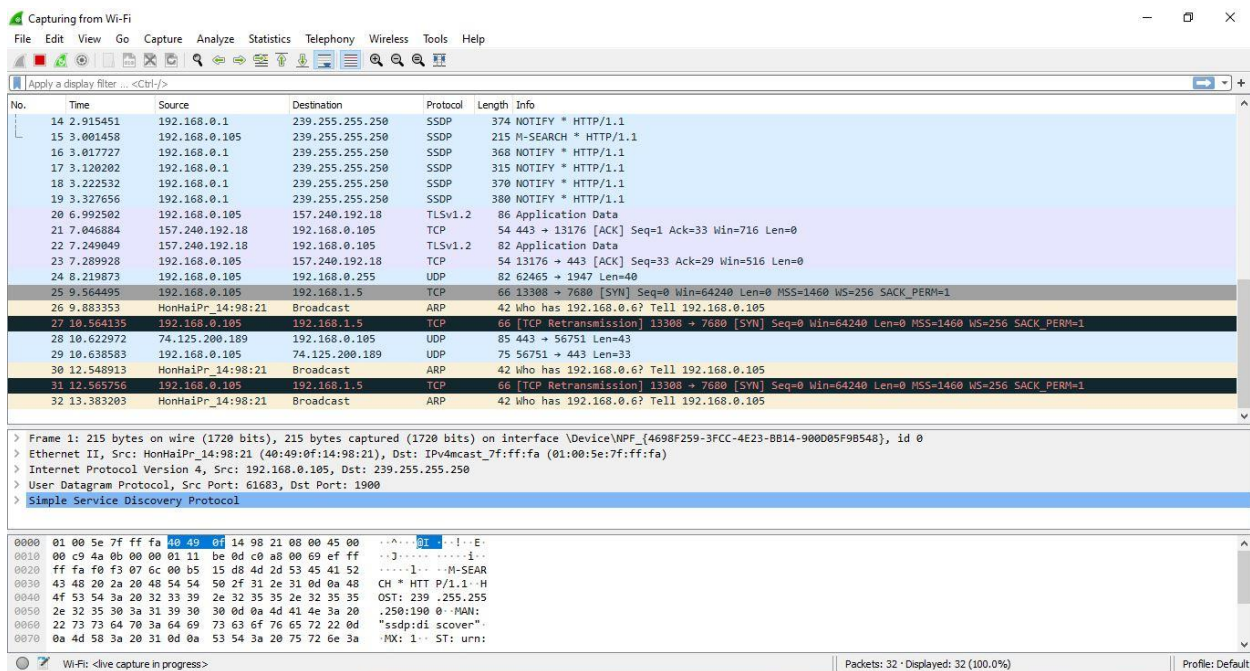 Capturing from Wi-Fi
File Edit View Go Capture Analyze Statistics Telephony Wireless Tools Help
Apply a display filter ... <Ctrl-/>
No. Time Source Destination Protocol Length Info
14 2.915451 192.168.0.1 239.255.255.250 SSDP 374 NOTIFY * HTTP/1.1
15 3.001458 192.168.0.105 239.255.255.250 SSDP 215 M-SEARCH * HTTP/1.1
16 3.017727 192.168.0.1 239.255.255.250 SSDP 368 NOTIFY * HTTP/1.1
17 3.120202 192.168.0.1 239.255.255.250 SSDP 315 NOTIFY * HTTP/1.1
18 3.222532 192.168.0.1 239.255.255.250 SSDP 370 NOTIFY * HTTP/1.1
19 3.327656 192.168.0.1 239.255.255.250 SSDP 380 NOTIFY * HTTP/1.1
20 6.992502 192.168.0.105 157.240.192.18 TLSv1.2 86 Application Data
21 7.046884 157.240.192.18 192.168.0.105 TCP 54 443 → 13176 [ACK] Seq=1 Ack=33 Win=716 Len=0
22 7.249049 157.240.192.18 192.168.0.105 TLSv1.2 82 Application Data
23 7.289928 192.168.0.105 157.240.192.18 TCP 54 13176 → 443 [ACK] Seq=33 Ack=29 Win=516 Len=0
24 8.219873 192.168.0.105 192.168.0.255 UDP 82 62465 → 1947 Len=40
25 9.564495 192.168.0.105 192.168.1.5 TCP 66 13308 → 7680 [SYN] Seq=0 Win=64240 Len=0 MSS=1460 WS=256 SACK_PERM=1
26 9.883353 HonHaiPr_14:98:21 Broadcast ARP 42 Who has 192.168.0.6? Tell 192.168.0.105
27 10.564135 192.168.0.105 192.168.1.5 TCP 66 [TCP Retransmission] 13308 → 7680 [SYN] Seq=0 Win=64240 Len=0 MSS=1460 WS=256 SACK_PERM=1
28 10.622972 74.125.200.189 192.168.0.105 UDP 85 443 → 56751 Len=43
29 10.638583 192.168.0.105 74.125.200.189 UDP 75 56751 → 443 Len=33
30 12.548913 HonHaiPr_14:98:21 Broadcast ARP 42 Who has 192.168.0.6? Tell 192.168.0.105
31 12.565756 192.168.0.105 192.168.1.5 TCP 66 [TCP Retransmission] 13308 → 7680 [SYN] Seq=0 Win=64240 Len=0 MSS=1460 WS=256 SACK_PERM=1
32 13.383203 HonHaiPr_14:98:21 Broadcast ARP 42 Who has 192.168.0.6? Tell 192.168.0.105
> Frame 1: 215 bytes on wire (1720 bits), 215 bytes captured (1720 bits) on interface \Device\NPF_{4698F259-3FCC-4E23-BB14-900D05F9B548}, id 0
> Ethernet II, Src: HonHaiPr_14:98:21 (40:49:0f:14:98:21), Dst: IPv4mcast_7f:ff:fa (01:00:5e:7f:ff:fa)
> Internet Protocol Version 4, Src: 192.168.0.105, Dst: 239.255.255.250
> User Datagram Protocol, Src Port: 61683, Dst Port: 1900
> Simple Service Discovery Protocol
0000 01 00 5e 7f ff fa 40 49 0f 14 98 21 08 00 45 00 ··^···@I ···!··E·
0010 00 c9 4a 0b 00 00 01 11 be 0d c0 a8 00 69 ef ff ··J····· ·····i··
0020 ff fa f0 f3 07 6c 00 b5 15 d8 4d 2d 53 45 41 52 ·····l·· ··M-SEAR
0030 43 48 20 2a 20 48 54 54 50 2f 31 2e 31 0d 0a 48 CH * HTT P/1.1··H
0040 4f 53 54 3a 20 32 33 39 2e 32 35 35 2e 32 35 35 OST: 239 .255.255
0050 2e 32 35 30 3a 31 39 30 30 0d 0a 4d 41 4e 3a 20 .250:190 0··MAN:
0060 22 73 73 64 70 3a 64 69 73 63 6f 76 65 72 22 0d "ssdp:di scover"·
0070 0a 4d 58 3a 20 31 0d 0a 53 54 3a 20 75 72 6e 3a ·MX: 1·· ST: urn:
Wi-Fi: <live capture in progress> Packets: 32 · Displayed: 32 (100.0%) Profile: Default